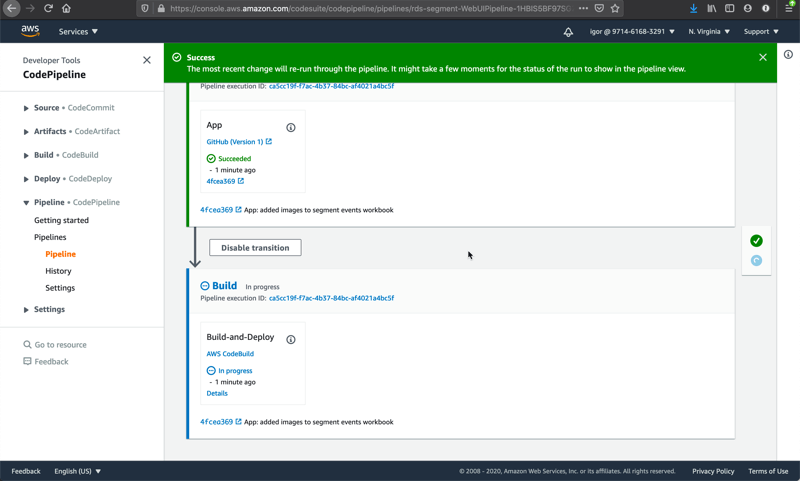 https://console.aws.amazon.com/codesuite/codepipeline/pipelines/rds-segment-WebUIPipeline-1HBIS5BF97SG
aws
Services
igor @ 9714-6168-3291
N. Virginia
Support
Developer Tools
CodePipeline
Source • CodeCommit
Artifacts • CodeArtifact
Build • CodeBuild
Deploy • CodeDeploy
Pipeline • CodePipeline
Getting started
Pipelines
Pipeline
History
Settings
Settings
Go to resource
Feedback
Success
The most recent change will re-run through the pipeline. It might take a few moments for the status of the run to show in the pipeline view.
Pipeline execution ID: ca5cc19f-f7ac-4b37-84bc-af4021a4bc5f
App
GitHub (Version 1)
Succeeded
- 1 minute ago
4fcea369
4fcea369 App: added images to segment events workbook
Disable transition
Build In progress
Pipeline execution ID: ca5cc19f-f7ac-4b37-84bc-af4021a4bc5f
Build-and-Deploy
AWS CodeBuild
In progress
- 1 minute ago
Details
4fcea369 App: added images to segment events workbook
Feedback
English (US)
© 2008 - 2020, Amazon Web Services, Inc. or its affiliates. All rights reserved.
Privacy Policy
Terms of Use